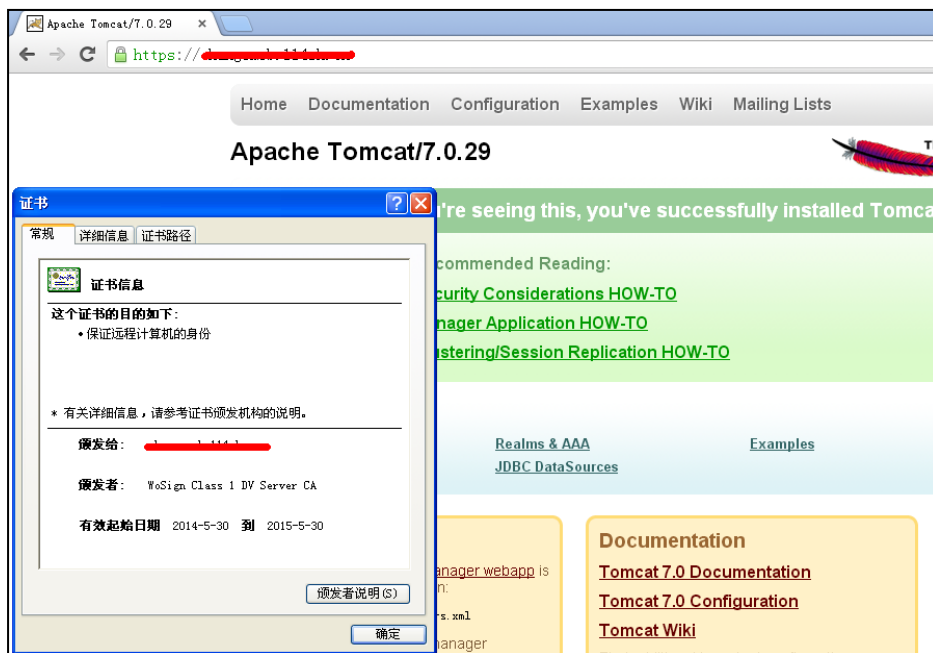 Apache Tomcat/7.0.29
https://
Home Documentation Configuration Examples Wiki Mailing Lists
Apache Tomcat/7.0.29
're seeing this, you've successfully installed Tomca
commended Reading:
curity Considerations HOW-TO
nager Application HOW-TO
ustering/Session Replication HOW-TO
证书
常规 详细信息 证书路径
证书信息
这个证书的目的如下:
•保证远程计算机的身份
* 有关详细信息,请参考证书颁发机构的说明。
颁发给:
颁发者: WoSign Class 1 DV Server CA
有效起始日期 2014-5-30 到 2015-5-30
颁发者说明(S)
确定
Realms & AAA
JDBC DataSources
Examples
anager webapp is
n:
rs.xml
manager
Documentation
Tomcat 7.0 Documentation
Tomcat 7.0 Configuration
Tomcat Wiki